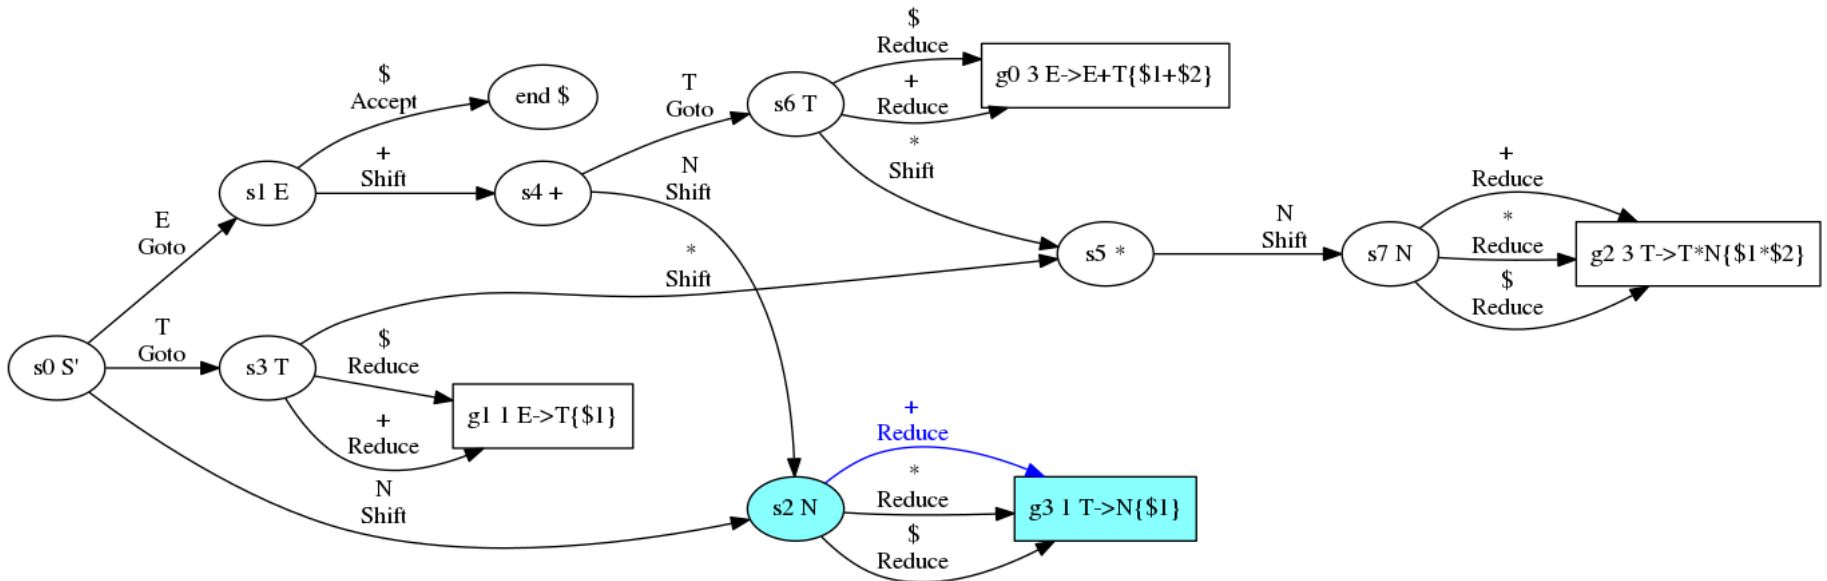 $
Reduce
g0 3 E->E+T{$1+$2}
+
Reduce
s6 T
T
Goto
$
Accept
end $
*
Shift
+
Shift
s1 E
s4 +
N
Shift
+
Reduce
*
Reduce
$
Reduce
s7 N
g2 3 T->T*N{$1*$2}
N
Shift
s5 *
*
Shift
E
Goto
T
Goto
s0 S'
s3 T
$
Reduce
+
Reduce
g1 1 E->T{$1}
N
Shift
+
Reduce
*
Reduce
$
Reduce
s2 N
g3 1 T->N{$1}